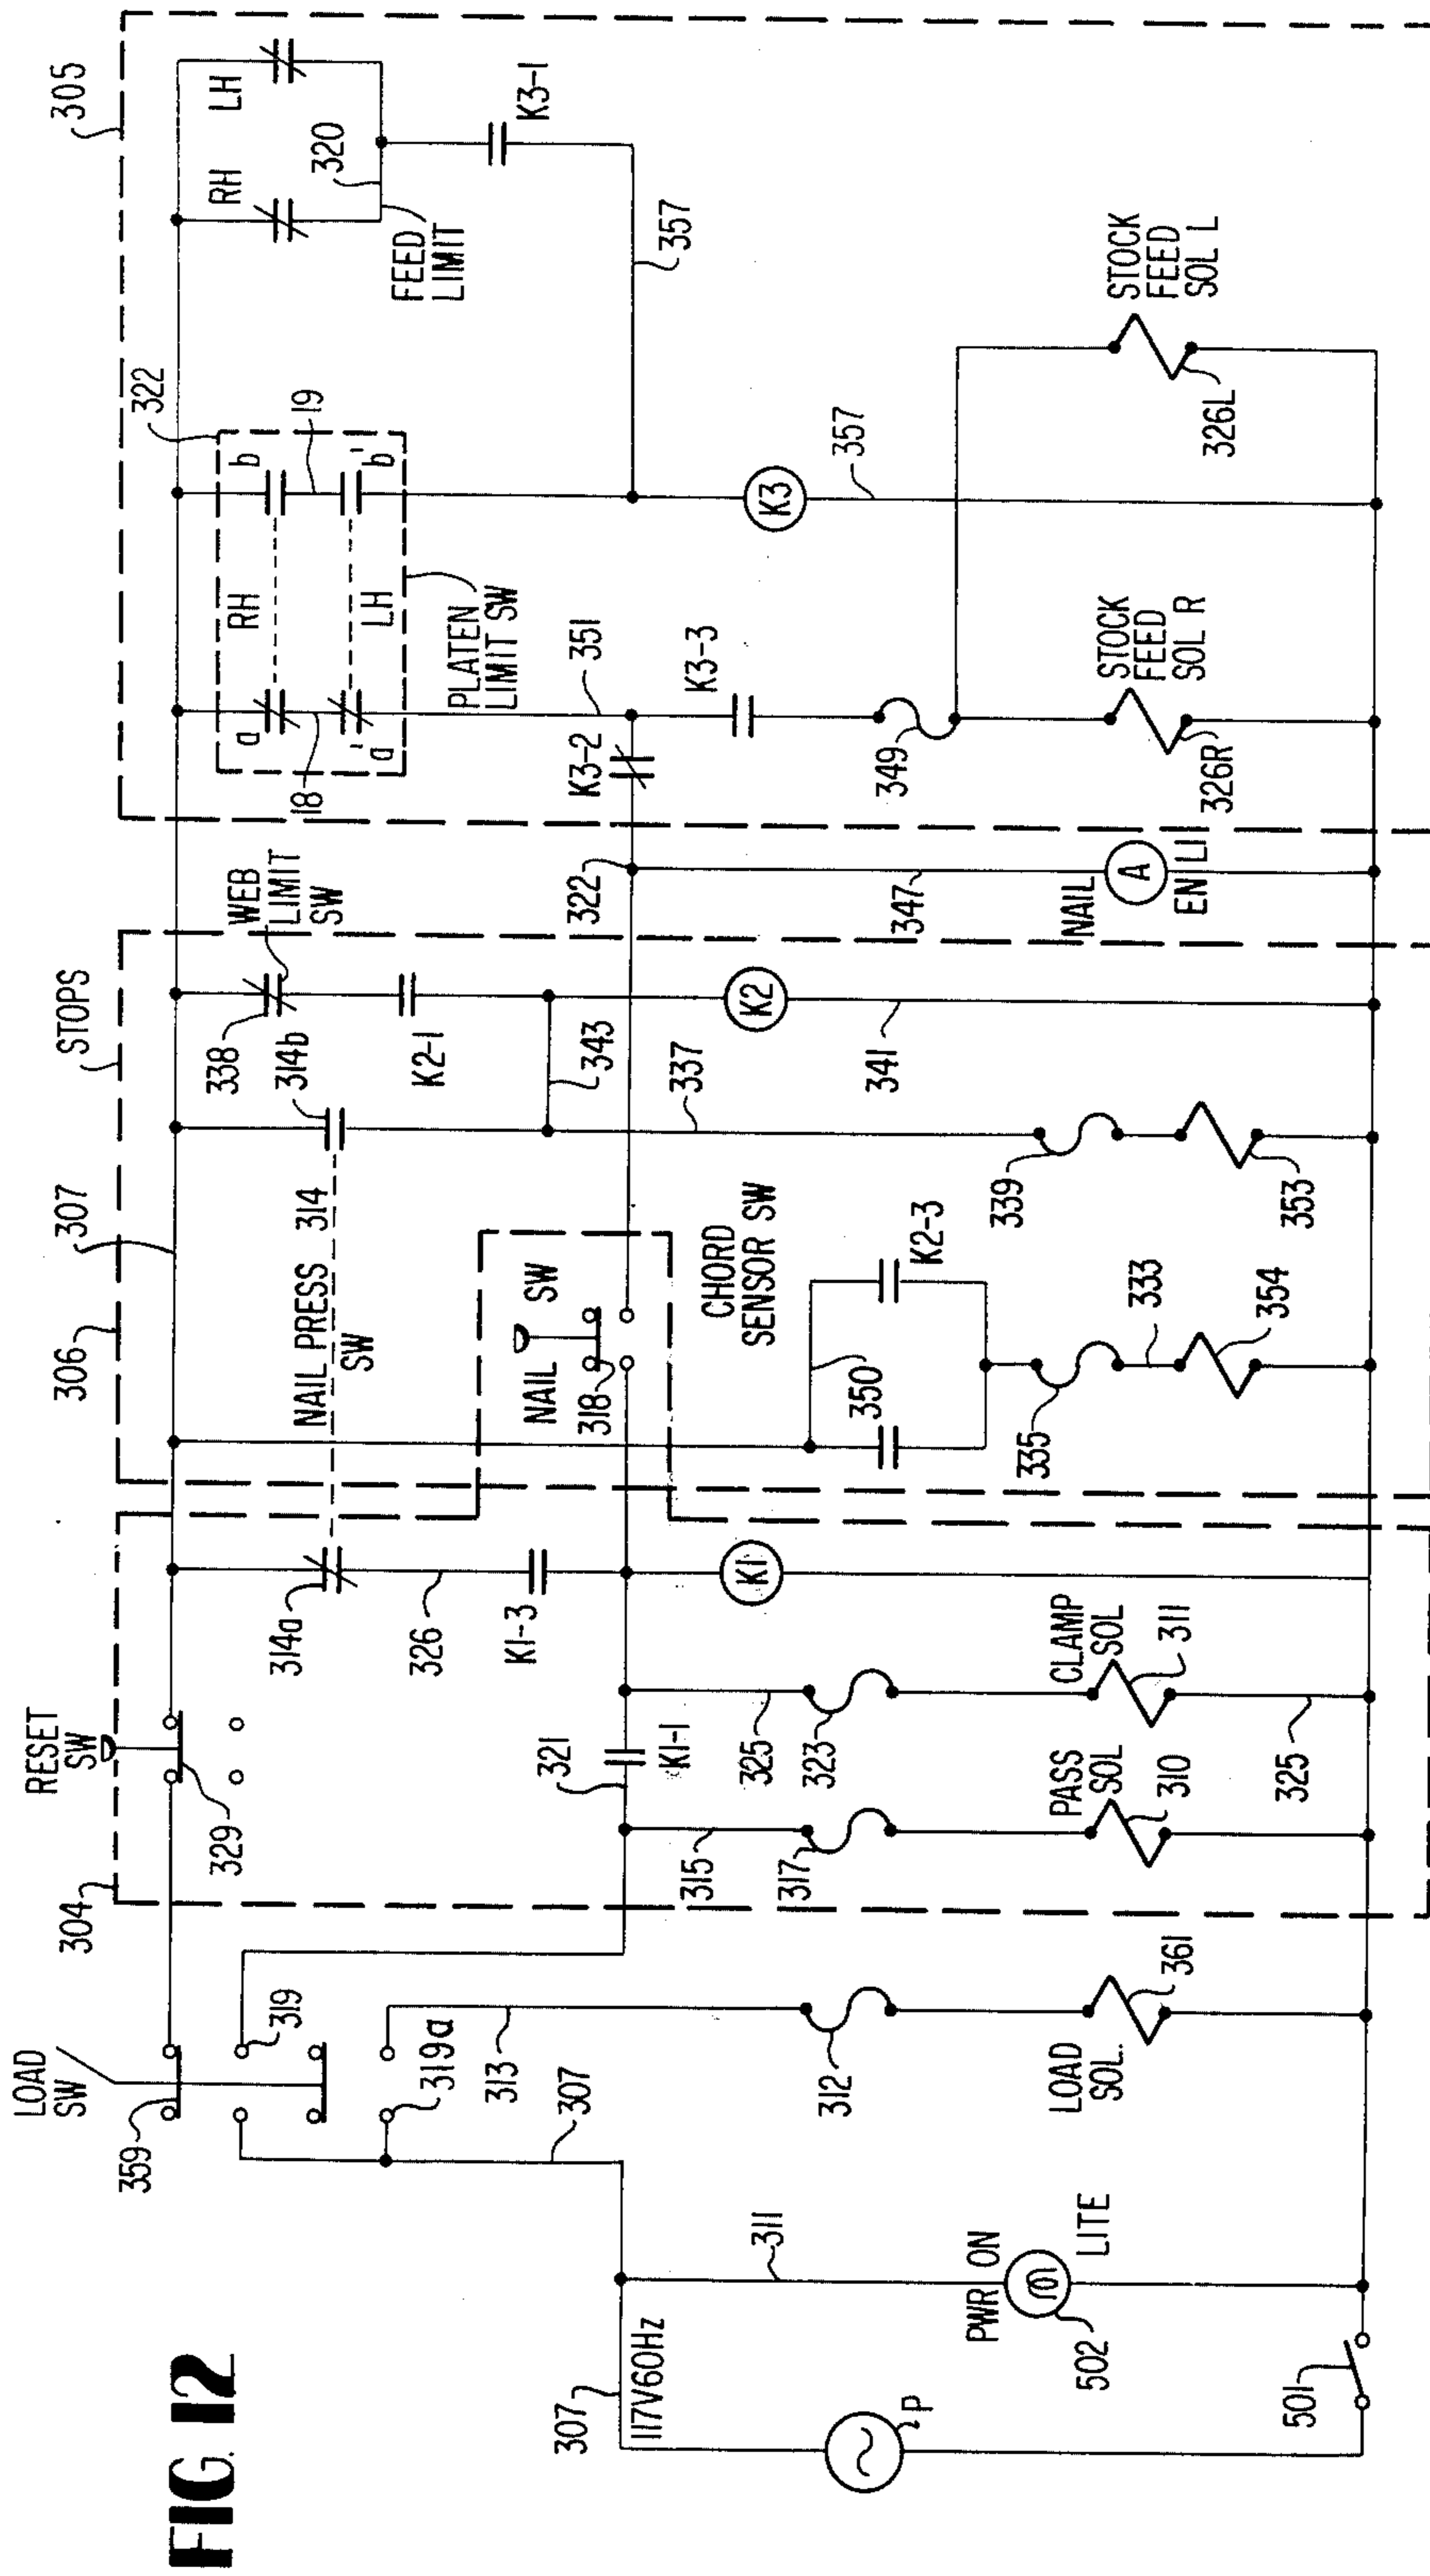 FIG. 12
LOAD
SW
359
319
319a
313
307
307
117V60Hz
311
PWR ON
LITE
502
P
501
312
LOAD
SOL.
361
304
RESET
SW
329
314a
326
K1-3
321
K1-1
315
317
PASS
SOL
310
325
323
CLAMP
SOL
311
325
K1
306
307
STOPS
NAIL PRESS 314
SW
314b
338
WEB
LIMIT
SW
K2-1
343
337
K2
341
NAIL SW
318
CHORD
SENSOR SW
350
K2-3
335
333
354
339
353
322
347
NAIL
A
EN LI
305
322
a
RH
b
18
19
a'
LH
b'
PLATEN
LIMIT SW
351
K3-2
K3-3
349
STOCK
FEED
SOL R
326R
K3
357
STOCK
FEED
SOL L
326L
RH
LH
320
FEED
LIMIT
K3-1
357